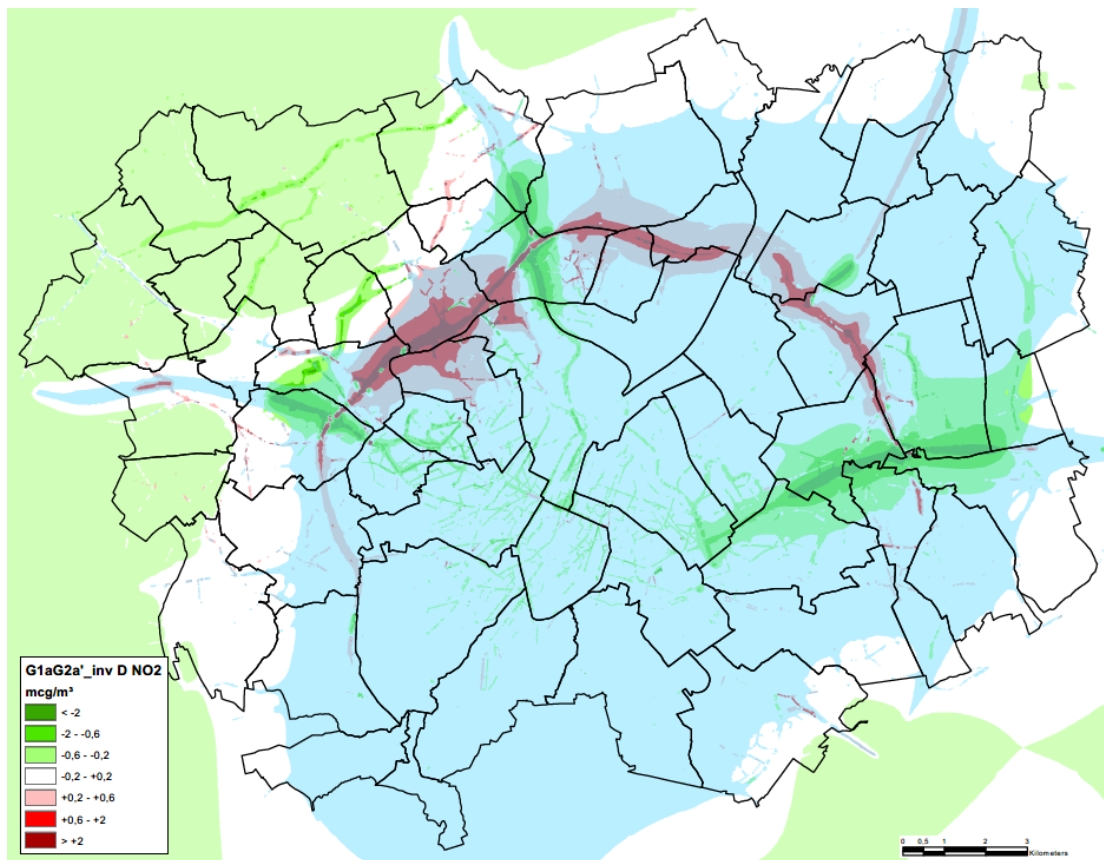 G1aG2a'_inv D NO2
mcg/m³
< -2
-2 - -0,6
-0,6 - -0,2
-0,2 - +0,2
+0,2 - +0,6
+0,6 - +2
> +2
0 0,5 1 2 3
Kilometers